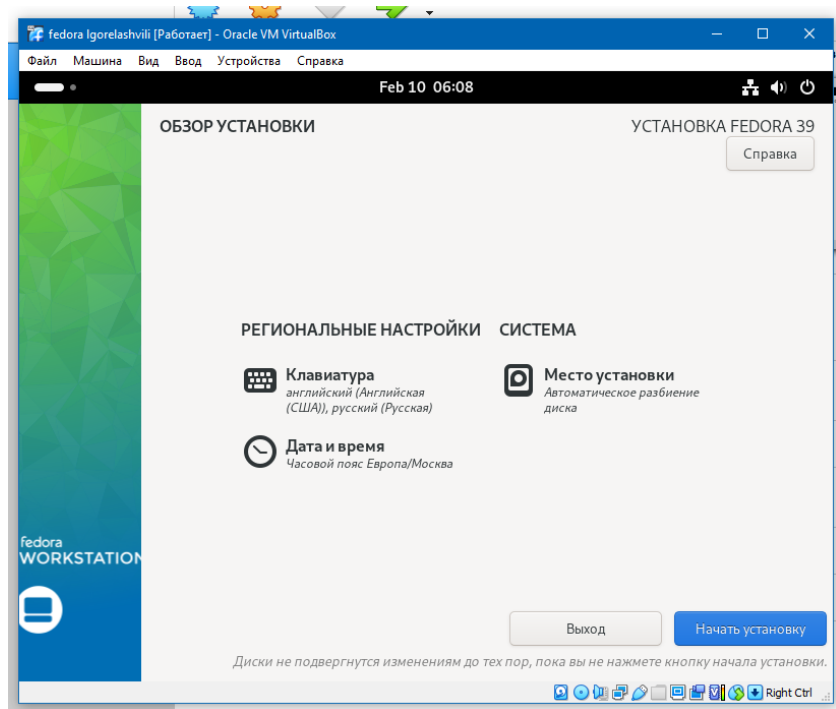 fedora Igorelashvili [Работает] - Oracle VM VirtualBox
Файл Машина Вид Ввод Устройства Справка
Feb 10 06:08
ОБЗОР УСТАНОВКИ
УСТАНОВКА FEDORA 39
Справка
РЕГИОНАЛЬНЫЕ НАСТРОЙКИ
Клавиатура
английский (Английская
(США)), русский (Русская)
Дата и время
Часовой пояс Европа/Москва
СИСТЕМА
Место установки
Автоматическое разбиение
диска
fedora
WORKSTATION
Выход
Начать установку
Диски не подвергнутся изменениям до тех пор, пока вы не нажмете кнопку начала установки.
Right Ctrl